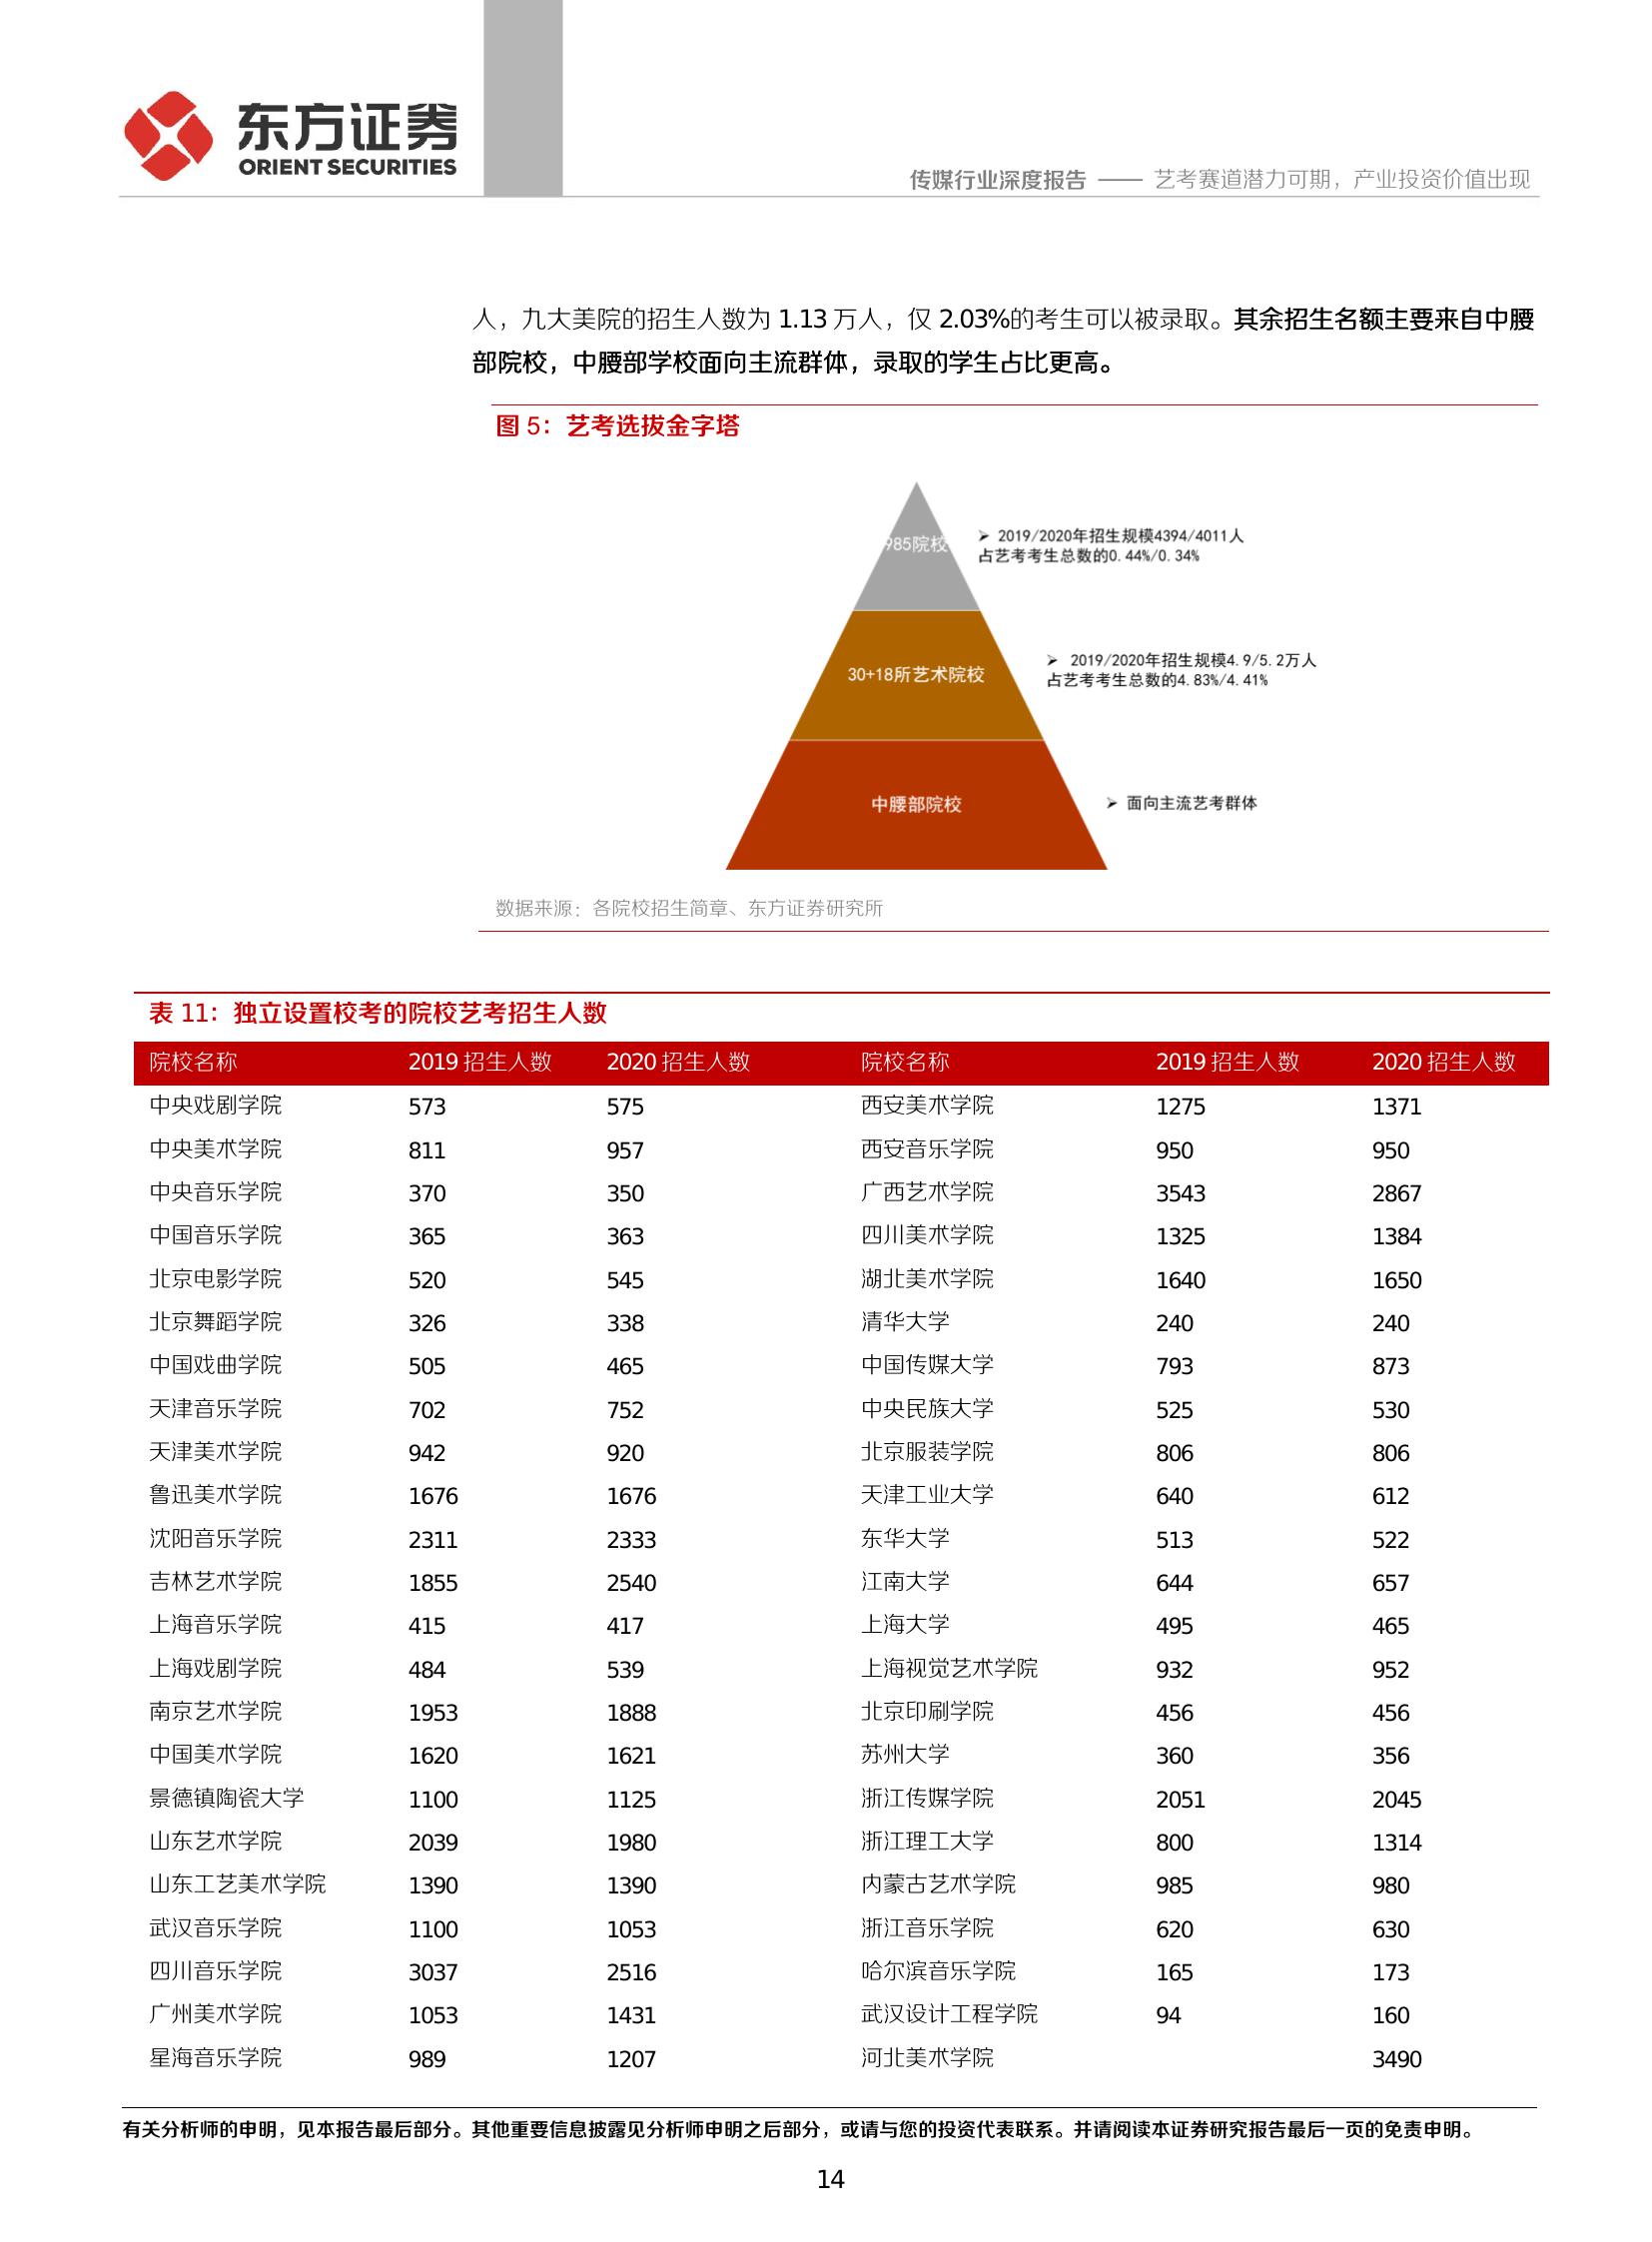 东方证券
ORIENT SECURITIES
传媒行业深度报告 —— 艺考赛道潜力可期，产业投资价值出现
人，九大美院的招生人数为 1.13 万人，仅 2.03%的考生可以被录取。其余招生名额主要来自中腰
部院校，中腰部学校面向主流群体，录取的学生占比更高。
图 5：艺考选拔金字塔
985院校
➢ 2019/2020年招生规模4394/4011人
占艺考考生总数的0.44%/0.34%
30+18所艺术院校
➢ 2019/2020年招生规模4.9/5.2万人
占艺考考生总数的4.83%/4.41%
中腰部院校
➢ 面向主流艺考群体
数据来源：各院校招生简章、东方证券研究所
表 11：独立设置校考的院校艺考招生人数
院校名称 2019 招生人数 2020 招生人数 院校名称 2019 招生人数 2020 招生人数
中央戏剧学院 573 575 西安美术学院 1275 1371
中央美术学院 811 957 西安音乐学院 950 950
中央音乐学院 370 350 广西艺术学院 3543 2867
中国音乐学院 365 363 四川美术学院 1325 1384
北京电影学院 520 545 湖北美术学院 1640 1650
北京舞蹈学院 326 338 清华大学 240 240
中国戏曲学院 505 465 中国传媒大学 793 873
天津音乐学院 702 752 中央民族大学 525 530
天津美术学院 942 920 北京服装学院 806 806
鲁迅美术学院 1676 1676 天津工业大学 640 612
沈阳音乐学院 2311 2333 东华大学 513 522
吉林艺术学院 1855 2540 江南大学 644 657
上海音乐学院 415 417 上海大学 495 465
上海戏剧学院 484 539 上海视觉艺术学院 932 952
南京艺术学院 1953 1888 北京印刷学院 456 456
中国美术学院 1620 1621 苏州大学 360 356
景德镇陶瓷大学 1100 1125 浙江传媒学院 2051 2045
山东艺术学院 2039 1980 浙江理工大学 800 1314
山东工艺美术学院 1390 1390 内蒙古艺术学院 985 980
武汉音乐学院 1100 1053 浙江音乐学院 620 630
四川音乐学院 3037 2516 哈尔滨音乐学院 165 173
广州美术学院 1053 1431 武汉设计工程学院 94 160
星海音乐学院 989 1207 河北美术学院 3490
有关分析师的申明，见本报告最后部分。其他重要信息披露见分析师申明之后部分，或请与您的投资代表联系。并请阅读本证券研究报告最后一页的免责申明。
14